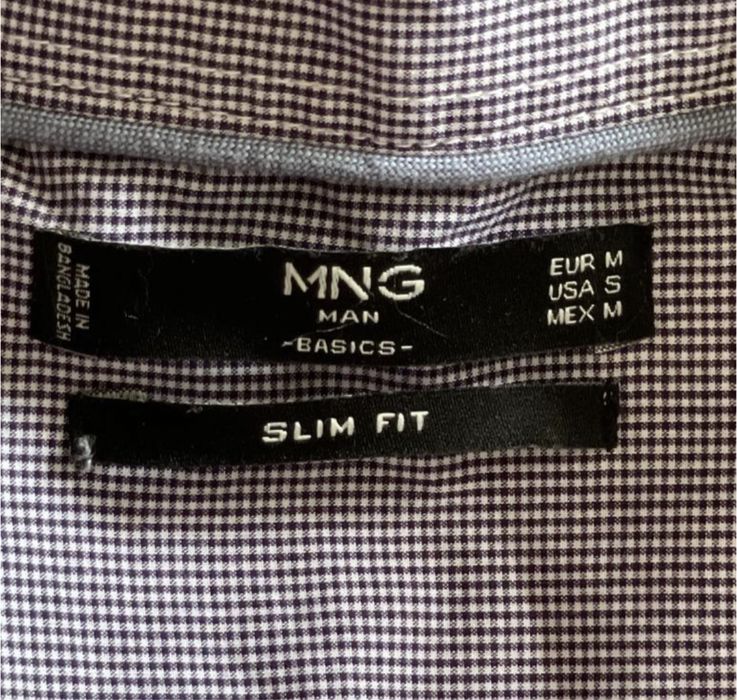 MADE IN
BANGLADESH
MNG
MAN
-BASICS-
EUR M
USA S
MEX M
SLIM FIT